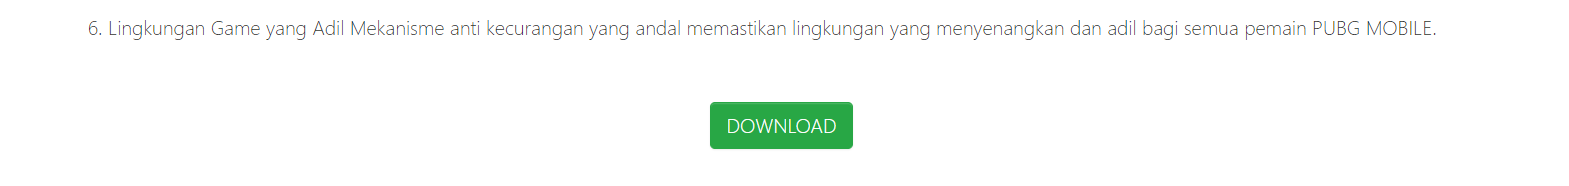 6. Lingkungan Game yang Adil Mekanisme anti kecurangan yang andal memastikan lingkungan yang menyenangkan dan adil bagi semua pemain PUBG MOBILE.
DOWNLOAD